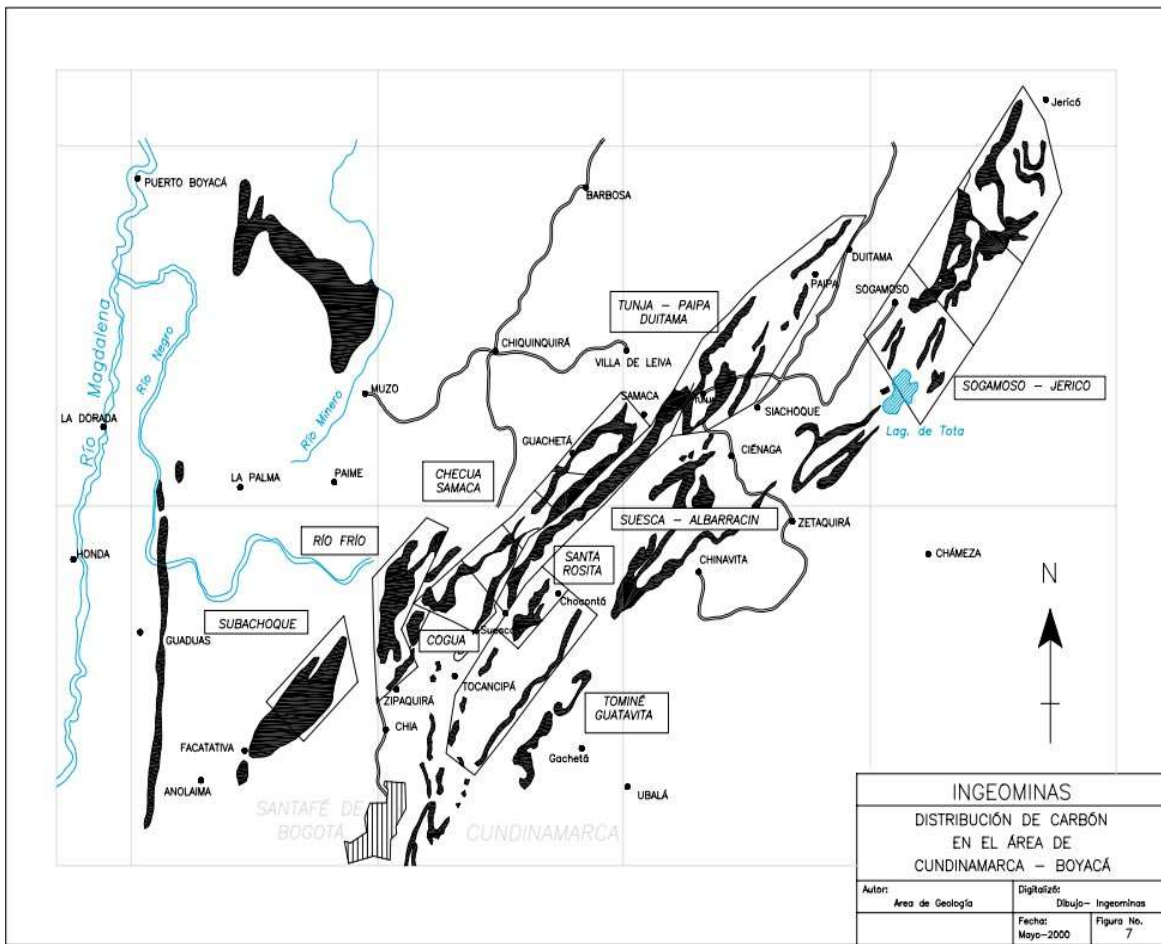 Jericó
PUERTO BOYACÁ
BARBOSA
DUITAMA
PAIPA
SOGAMOSO
TUNJA – PAIPA
DUITAMA
Río Magdalena
Río Negro
CHIQUINQUIRÁ
VILLA DE LEIVA
MUZO
SOGAMOSO – JERICO
SAMACA
SIACHOQUE
LA DORADA
Río Minero
Lag. de Tota
GUACHETÁ
CIÉNAGA
CHECUA
SAMACA
LA PALMA
PAIME
SUESCA – ALBARRACIN
ZETAQUIRÁ
RÍO FRÍO
HONDA
SANTA
ROSITA
CHINAVITA
CHÁMEZA
N
Chocontá
SUBACHOQUE
GUADUAS
COGUA
Suesca
TOCANCIPÁ
ZIPAQUIRÁ
TOMINÉ
GUATAVITA
CHIA
FACATATIVA
Gachetá
ANOLAIMA
UBALÁ
SANTAFÉ DE
BOGOTÁ
CUNDINAMARCA
INGEOMINAS
DISTRIBUCIÓN DE CARBÓN
EN EL ÁREA DE
CUNDINAMARCA – BOYACÁ
Autor:
Area de Geología
Digitalizó:
Dibujo– Ingeominas
Fecha:
Mayo–2000
Figura No.
7